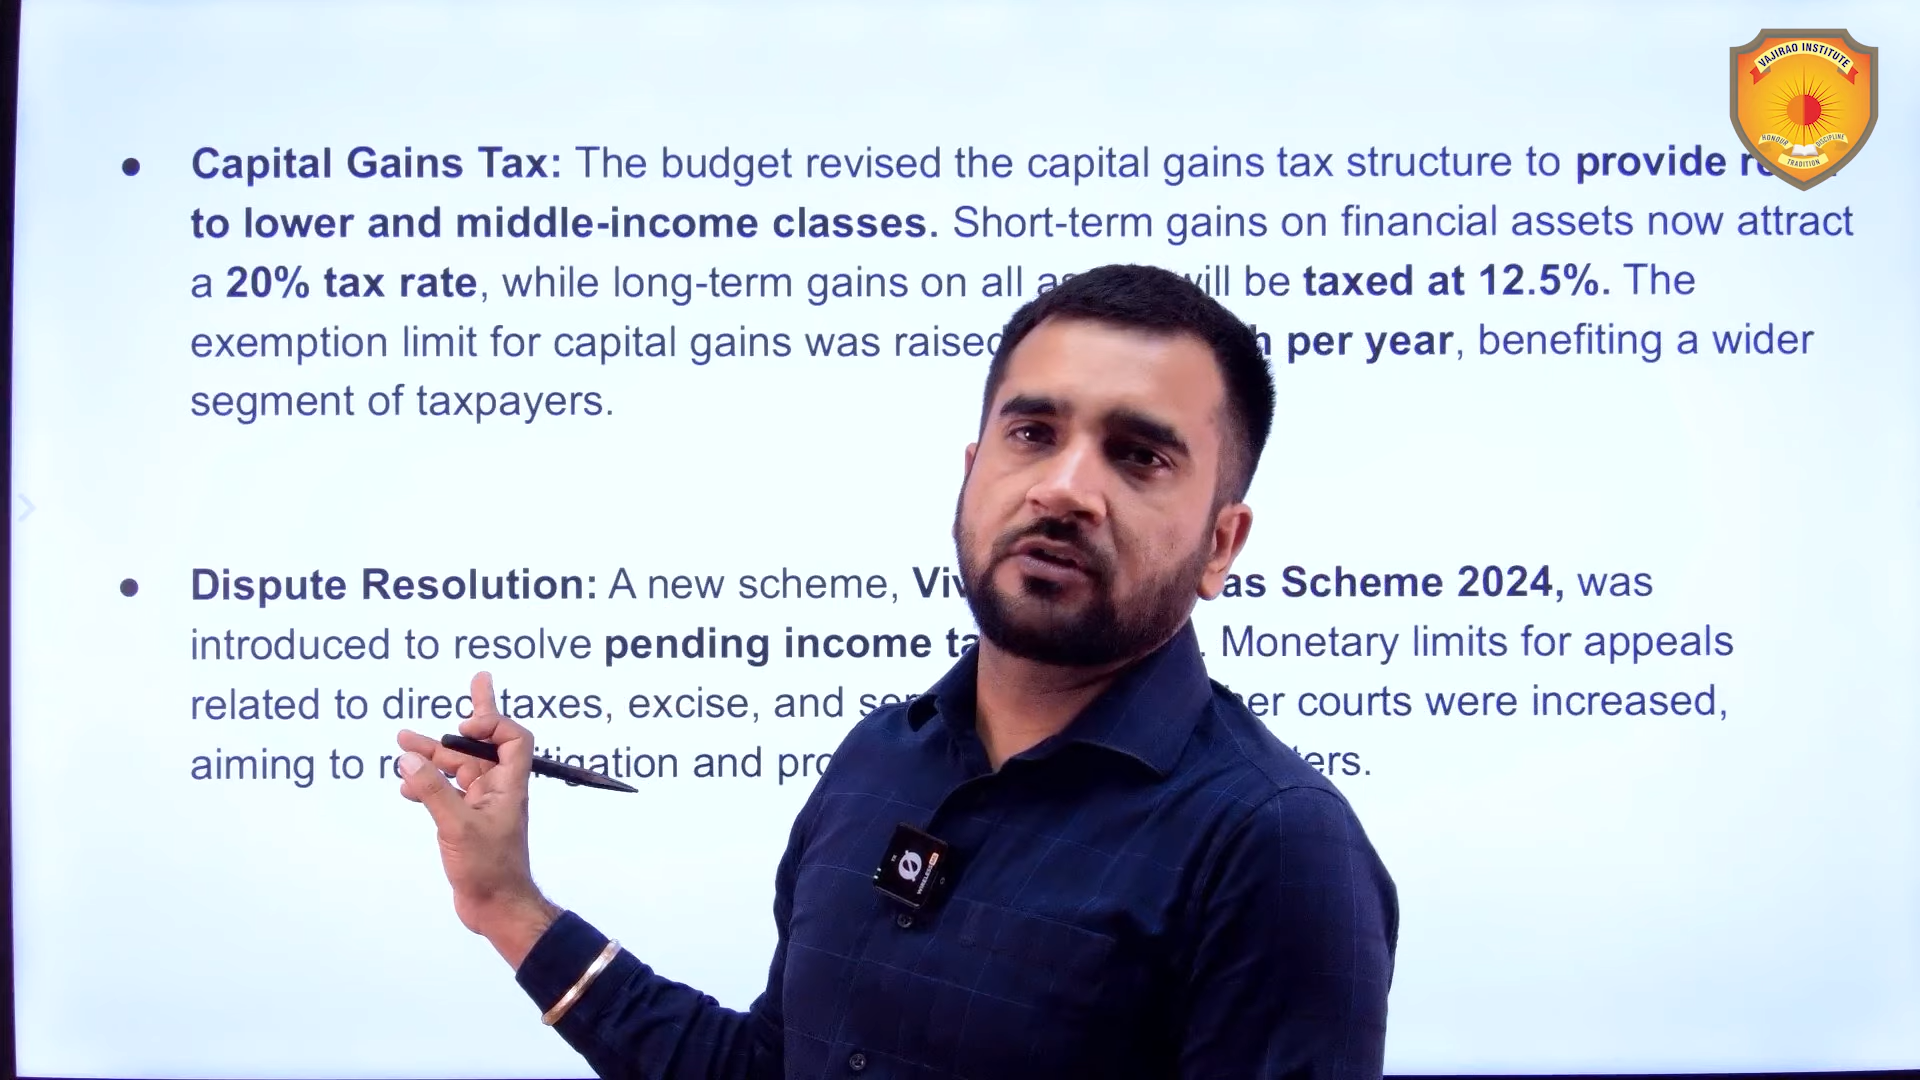 VAJIRAO INSTITUTE
HONOUR DISCIPLINE
TRADITION
• Capital Gains Tax: The budget revised the capital gains tax structure to provide
to lower and middle-income classes. Short-term gains on financial assets now attract
a 20% tax rate, while long-term gains on all will be taxed at 12.5%. The
exemption limit for capital gains was raised per year, benefiting a wider
segment of taxpayers.
• Dispute Resolution: A new scheme, Scheme 2024, was
introduced to resolve pending income Monetary limits for appeals
related to direct taxes, excise, and courts were increased,
aiming to litigation and